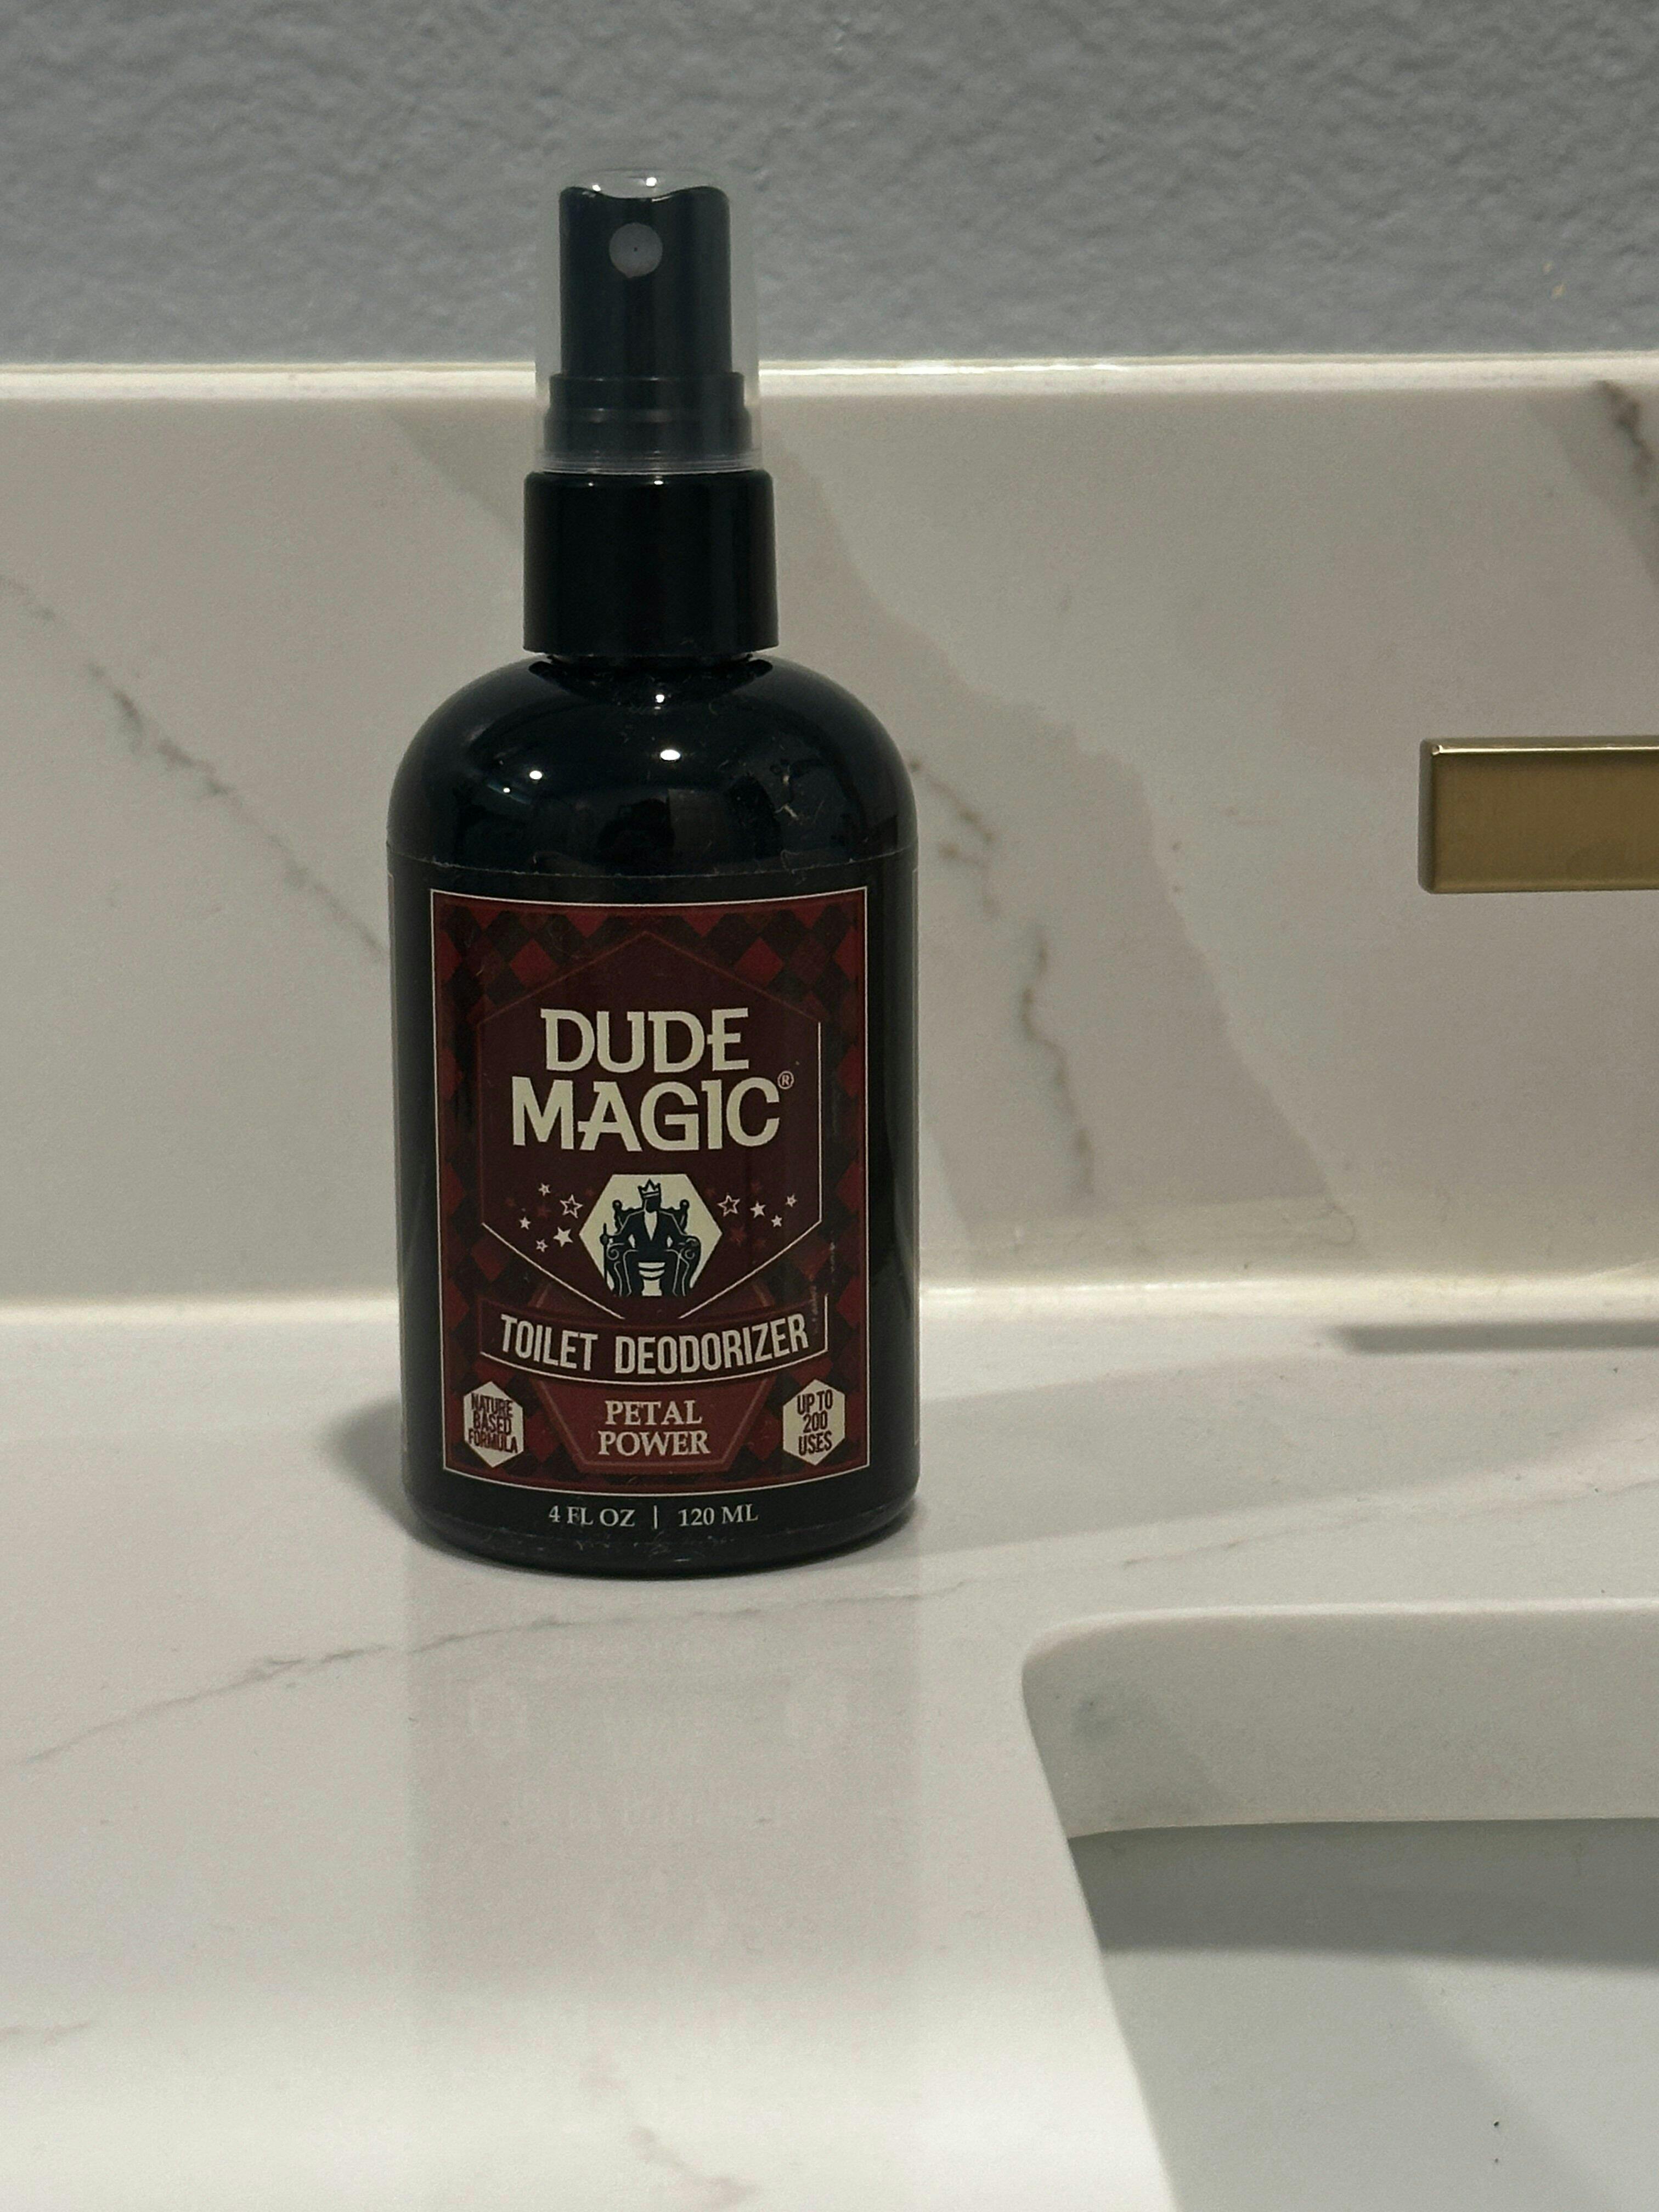 DUDE
MAGIC®
TOILET DEODORIZER
NATURE
BASED
FORMULA
PETAL
POWER
UP TO
200
USES
4 FL OZ | 120 ML